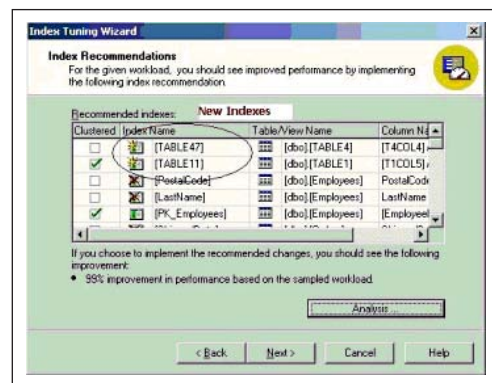 Index Tuning Wizard
Index Recommendations
For the given workload, you should see improved performance by implementing
the following index recommendation.
Recommended indexes:
New Indexes
Clustered Index Name Table/View Name Column Na
[TABLE47] [dbo].[TABLE4] [T4COL4]
[TABLE11] [dbo].[TABLE1] [T1COL5]
[PostalCode] [dbo].[Employees] PostalCode
[LastName] [dbo].[Employees] LastName
[PK_Employees] [dbo].[Employees] [Employeel
If you choose to implement the recommended changes, you should see the following
improvement:
• 99% improvement in performance based on the sampled workload.
Analysis ...
< Back
Next >
Cancel
Help